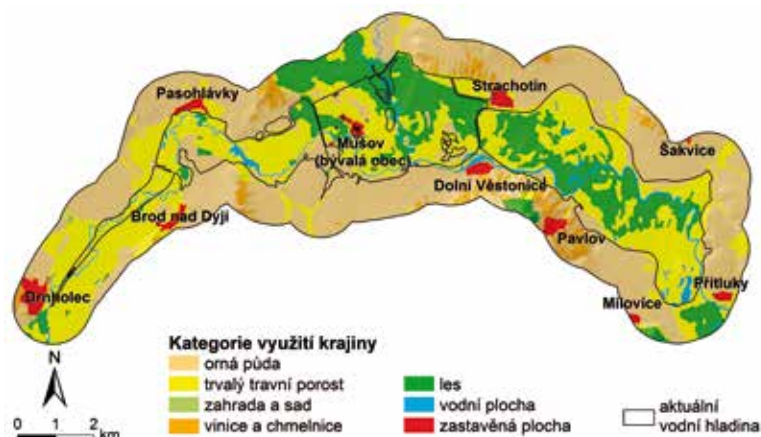 Strachotín
Pasohlávky
Mušov
(bývalá obec)
Šakvice
Dolní Věstonice
Brod nad Dyjí
Pavlov
Drnholec
Přítluky
Milovice
Kategorie využití krajiny
orná půda
trvalý travní porost
zahrada a sad
vinice a chmelnice
les
vodní plocha
zastavěná plocha
aktuální
vodní hladina
N
0 1 2
km